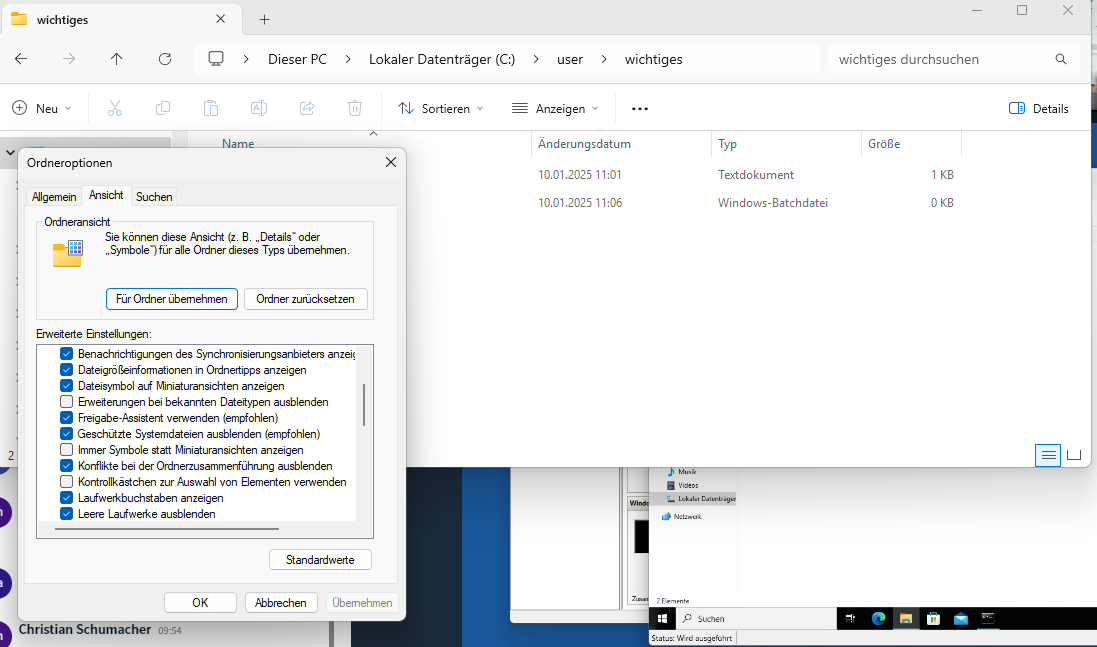 wichtiges
Dieser PC
Lokaler Datenträger (C:)
user
wichtiges
wichtiges durchsuchen
Neu
Sortieren
Anzeigen
Details
Name
Änderungsdatum
Typ
Größe
10.01.2025 11:01
Textdokument
1 KB
10.01.2025 11:06
Windows-Batchdatei
0 KB
Ordneroptionen
Allgemein
Ansicht
Suchen
Ordneransicht
Sie können diese Ansicht (z. B. „Details“ oder
„Symbole“) für alle Ordner dieses Typs übernehmen.
Für Ordner übernehmen
Ordner zurücksetzen
Erweiterte Einstellungen:
Benachrichtigungen des Synchronisierungsanbieters anzeig
Dateigrößeinformationen in Ordnertipps anzeigen
Dateisymbol auf Miniaturansichten anzeigen
Erweiterungen bei bekannten Dateitypen ausblenden
Freigabe-Assistent verwenden (empfohlen)
Geschützte Systemdateien ausblenden (empfohlen)
Immer Symbole statt Miniaturansichten anzeigen
Konflikte bei der Ordnerzusammenführung ausblenden
Kontrollkästchen zur Auswahl von Elementen verwenden
Laufwerkbuchstaben anzeigen
Leere Laufwerke ausblenden
Standardwerte
OK
Abbrechen
Übernehmen
2
Musik
Videos
Lokaler Datenträger
Netzwerk
Windo
Zusan
2 Elemente
Suchen
Status: Wird ausgeführt
Christian Schumacher 09:54